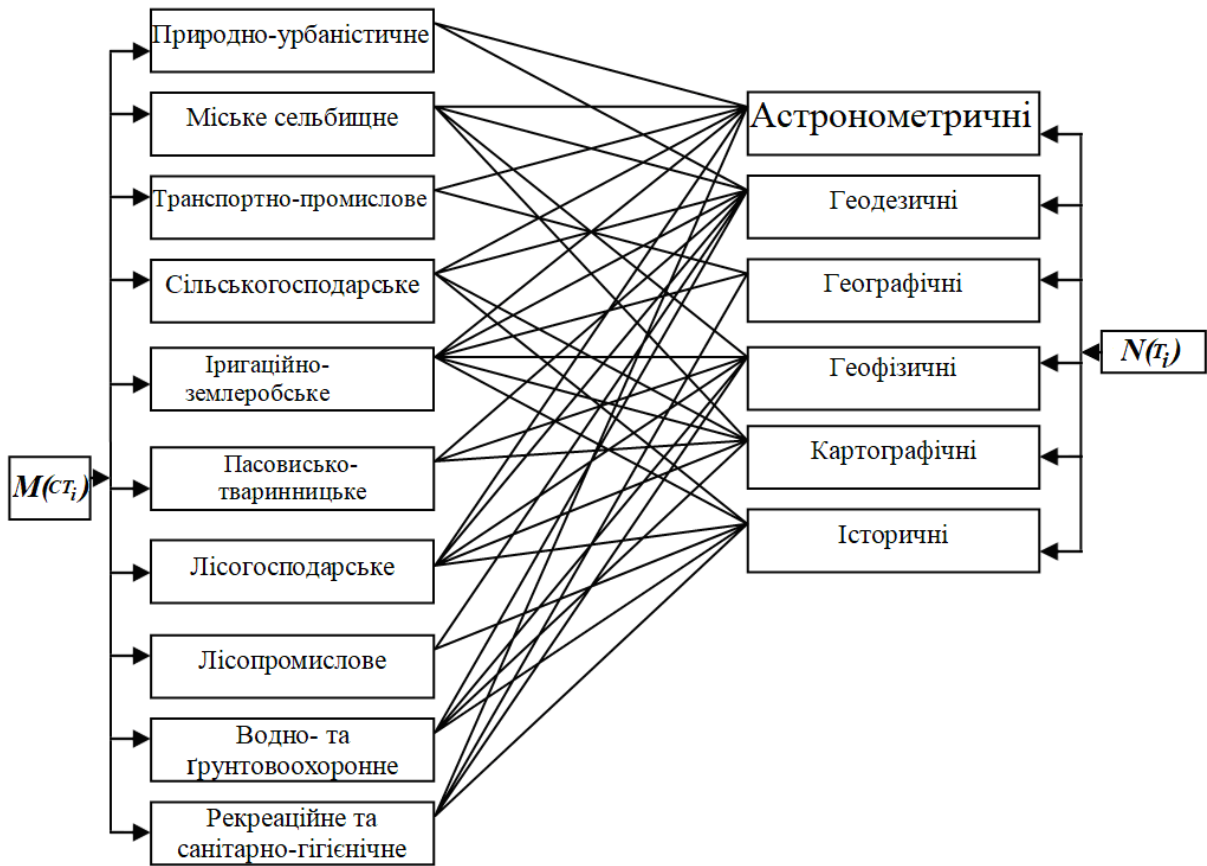 Природно-урбаністичне
Міське сельбищне
Транспортно-промислове
Сільськогосподарське
Іригаційно-
землеробське
Пасовисько-
тваринницьке
Лісогосподарське
Лісопромислове
Водно- та
ґрунтовоохоронне
Рекреаційне та
санітарно-гігієнічне
M(CTi)
Астронометричні
Геодезичні
Географічні
Геофізичні
Картографічні
Історичні
N(Ti)